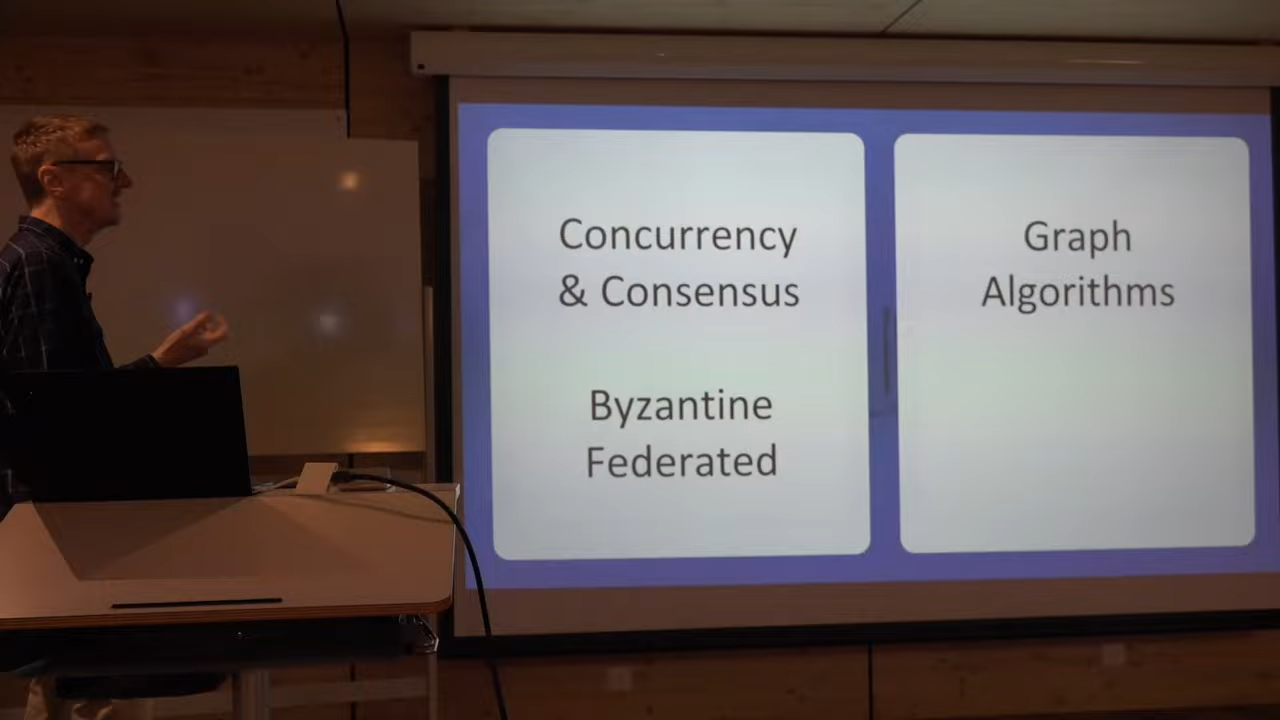 Concurrency
& Consensus
Byzantine
Federated
Graph
Algorithms